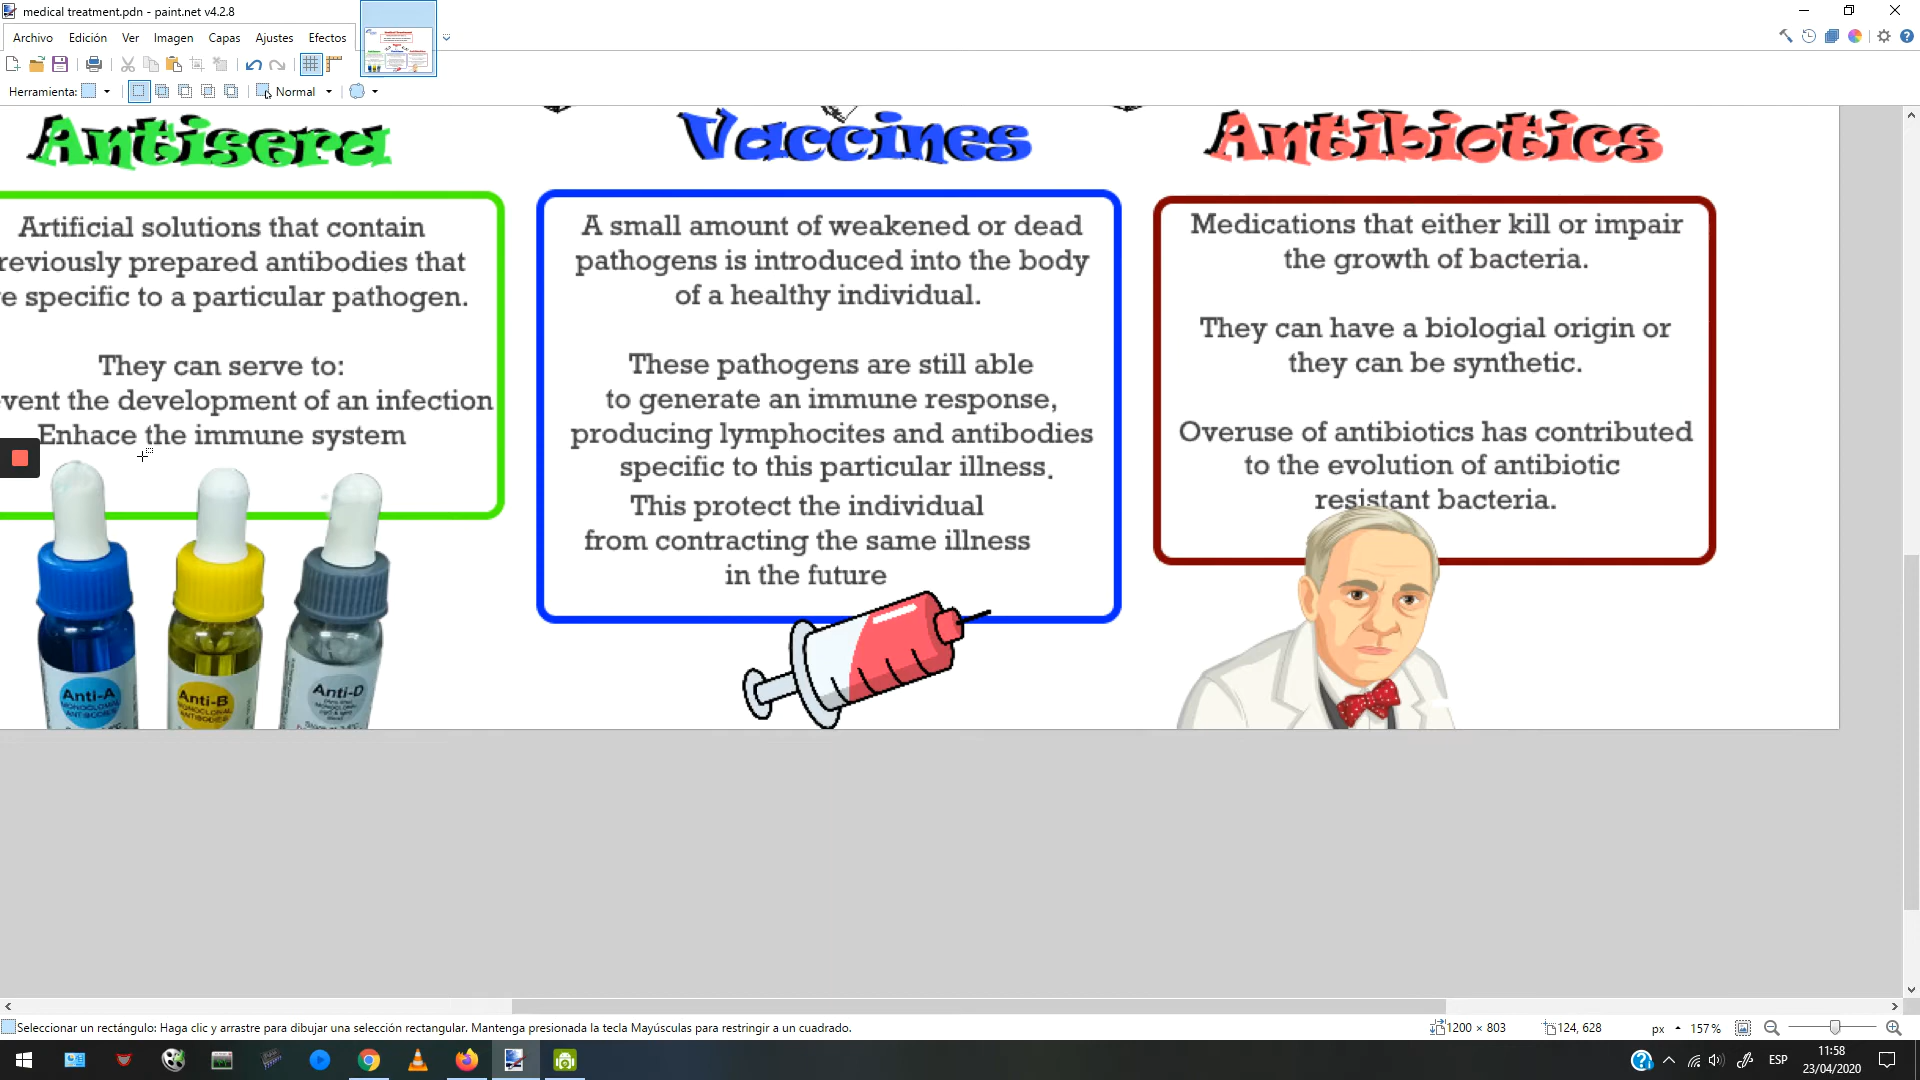 medical treatment.pdn - paint.net v4.2.8
Archivo Edición Ver Imagen Capas Ajustes Efectos
Herramienta: Normal
Antisera
Artificial solutions that contain
reviously prepared antibodies that
e specific to a particular pathogen.
They can serve to:
vent the development of an infection
Enhace the immune system
Anti-A
MONOCLONAL
ANTIBODIES
Anti-B
MONOCLONAL
ANTIBODIES
Anti-D
Vaccines
A small amount of weakened or dead
pathogens is introduced into the body
of a healthy individual.
These pathogens are still able
to generate an immune response,
producing lymphocites and antibodies
specific to this particular illness.
This protect the individual
from contracting the same illness
in the future
Antibiotics
Medications that either kill or impair
the growth of bacteria.
They can have a biologial origin or
they can be synthetic.
Overuse of antibiotics has contributed
to the evolution of antibiotic
resistant bacteria.
Seleccionar un rectángulo: Haga clic y arrastre para dibujar una selección rectangular. Mantenga presionada la tecla Mayúsculas para restringir a un cuadrado.
1200 × 803 124, 628 px 157%
ESP
11:58
23/04/2020